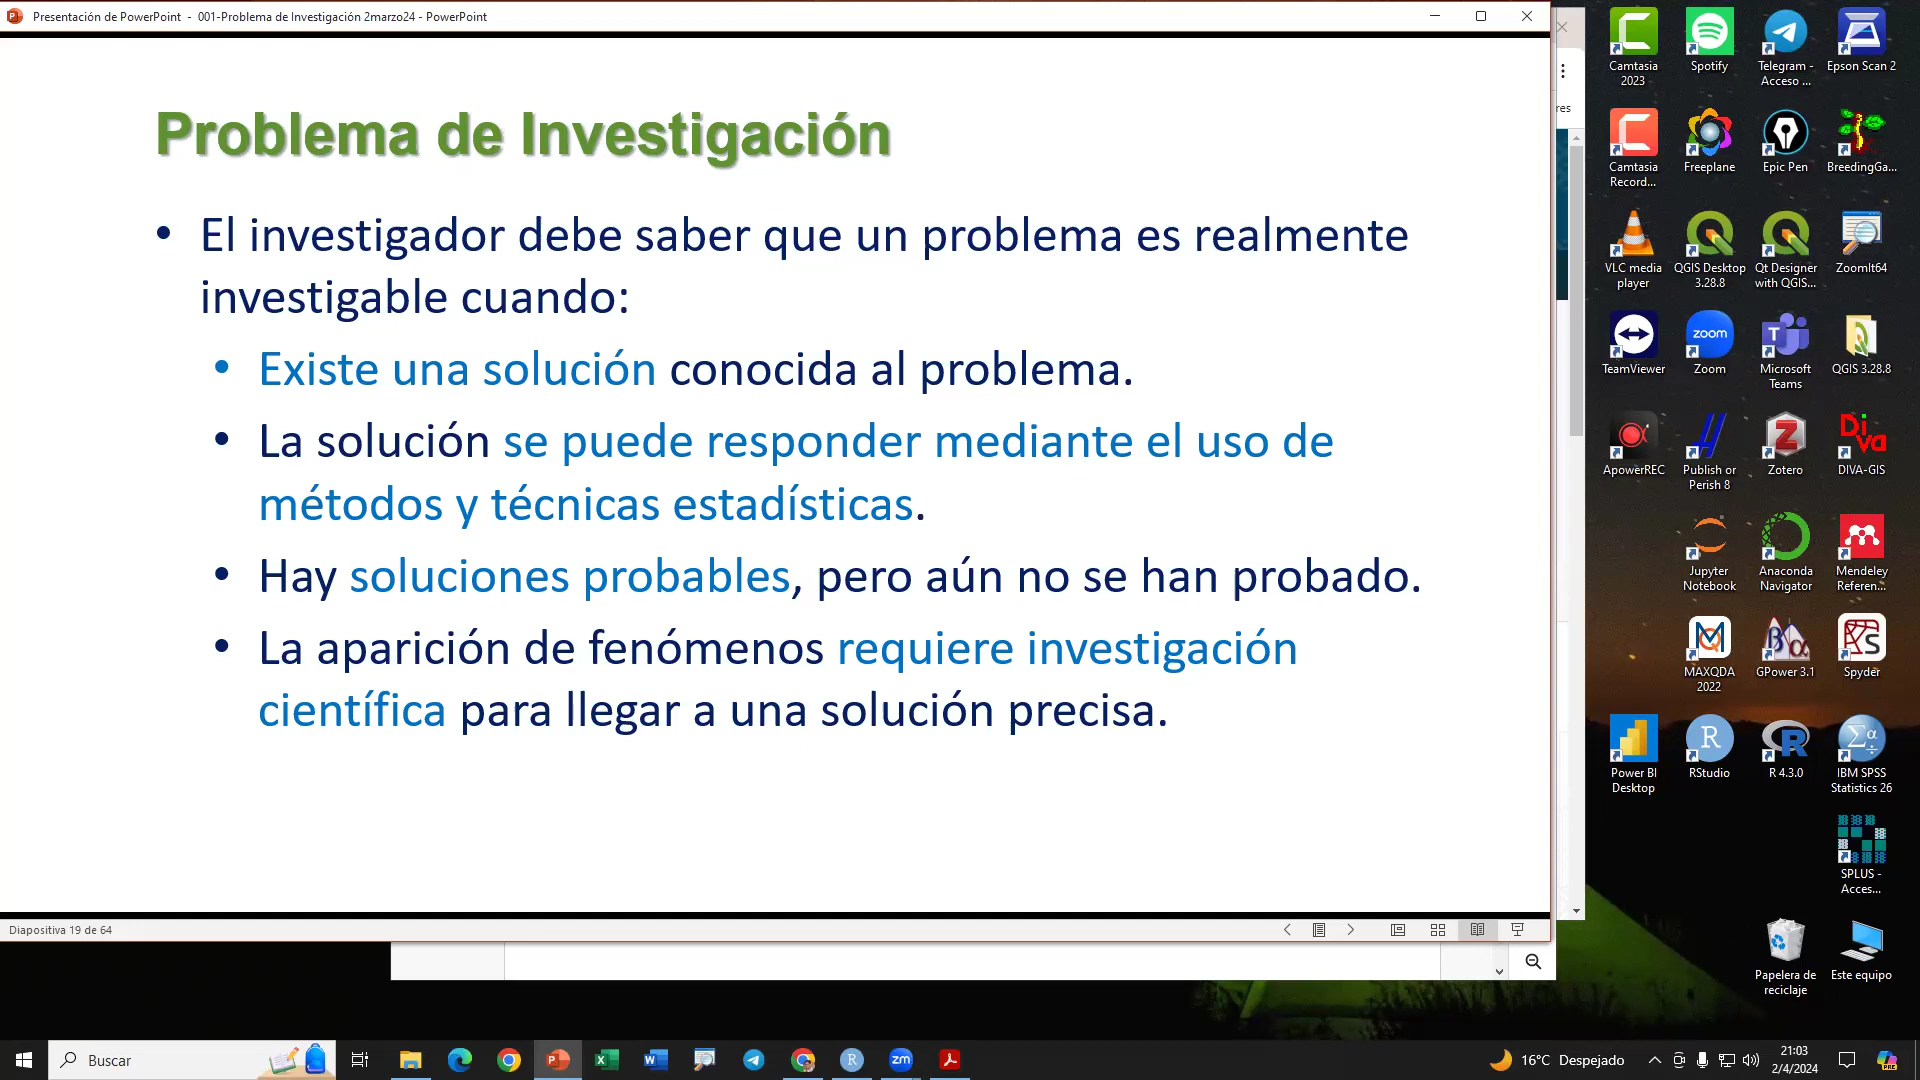 Presentación de PowerPoint - 001-Problema de Investigación 2marzo24 - PowerPoint
Problema de Investigación
• El investigador debe saber que un problema es realmente
investigable cuando:
• Existe una solución conocida al problema.
• La solución se puede responder mediante el uso de
métodos y técnicas estadísticas.
• Hay soluciones probables, pero aún no se han probado.
• La aparición de fenómenos requiere investigación
científica para llegar a una solución precisa.
Diapositiva 19 de 64
res
Camtasia
2023
Spotify
Telegram -
Acceso ...
Epson Scan 2
Camtasia
Record...
Freeplane
Epic Pen
BreedingGa...
VLC media
player
QGIS Desktop
3.28.8
Qt Designer
with QGIS...
ZoomIt64
zoom
TeamViewer
Zoom
Microsoft
Teams
QGIS 3.28.8
Diva
ApowerREC
Publish or
Perish 8
Zotero
DIVA-GIS
Jupyter
Notebook
Anaconda
Navigator
Mendeley
Referen...
MAXQDA
2022
GPower 3.1
Spyder
Power BI
Desktop
RStudio
R 4.3.0
IBM SPSS
Statistics 26
SPLUS -
Acces...
Papelera de
reciclaje
Este equipo
Buscar
zm
16°C Despejado
21:03
2/4/2024